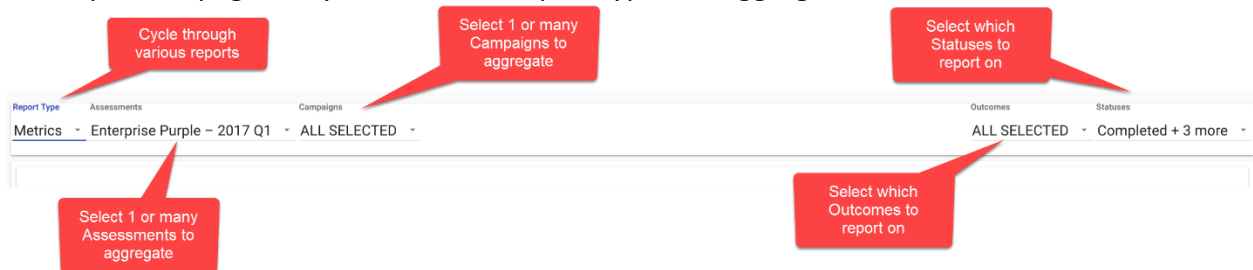 Cycle through
various reports
Select 1 or many
Campaigns to
aggregate
Select which
Statuses to
report on
Report Type
Assessments
Campaigns
Outcomes
Statuses
Metrics
Enterprise Purple – 2017 Q1
ALL SELECTED
ALL SELECTED
Completed + 3 more
Select 1 or many
Assessments to
aggregate
Select which
Outcomes to
report on